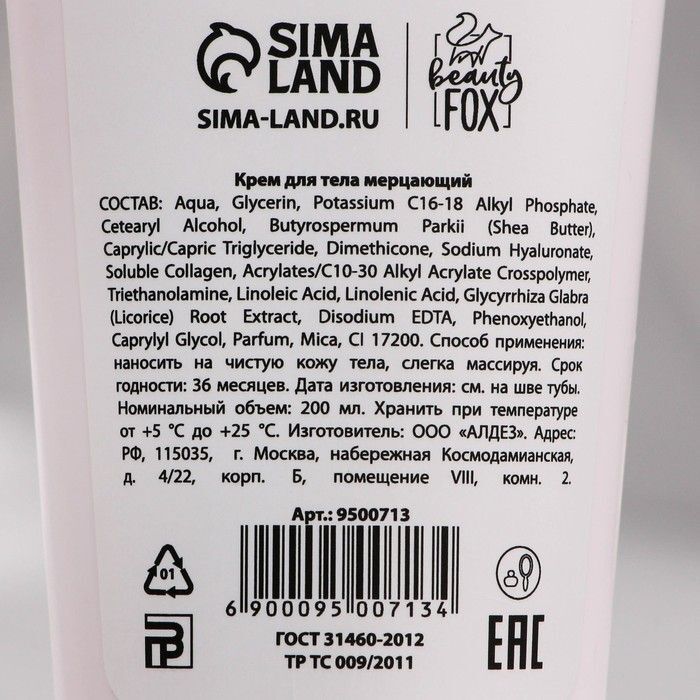 SIMA
LAND
SIMA-LAND.RU
beauty
FOX
Крем для тела мерцающий
СОСТАВ: Aqua, Glycerin, Potassium C16-18 Alkyl Phosphate,
Cetearyl Alcohol, Butyrospermum Parkii (Shea Butter),
Caprylic/Capric Triglyceride, Dimethicone, Sodium Hyaluronate,
Soluble Collagen, Acrylates/C10-30 Alkyl Acrylate Crosspolymer,
Triethanolamine, Linoleic Acid, Linolenic Acid, Glycyrrhiza Glabra
(Licorice) Root Extract, Disodium EDTA, Phenoxyethanol,
Caprylyl Glycol, Parfum, Mica, CI 17200. Способ применения:
наносить на чистую кожу тела, слегка массируя. Срок
годности: 36 месяцев. Дата изготовления: см. на шве тубы.
Номинальный объем: 200 мл. Хранить при температуре
от +5 °С до +25 °С. Изготовитель: ООО «АЛДЕЗ». Адрес:
РФ, 115035, г. Москва, набережная Космодамианская,
д. 4/22, корп. Б, помещение VIII, комн. 2.
Арт.: 9500713
01
6 900095 007134
ГОСТ 31460-2012
ТР ТС 009/2011
EAC